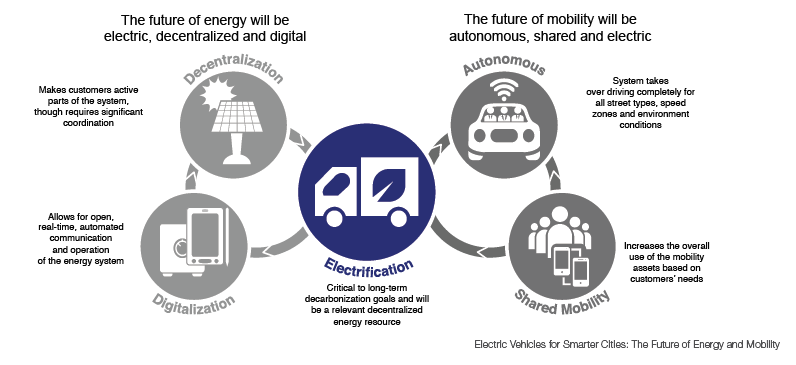 The future of energy will be
electric, decentralized and digital
The future of mobility will be
autonomous, shared and electric
Decentralization
Makes customers active
parts of the system,
though requires significant
coordination
Autonomous
System takes
over driving completely for
all street types, speed
zones and environment
conditions
Digitalization
Allows for open,
real-time, automated
communication
and operation
of the energy system
Electrification
Critical to long-term
decarbonization goals and will
be a relevant decentralized
energy resource
Shared Mobility
Increases the overall
use of the mobility
assets based on
customers' needs
Electric Vehicles for Smarter Cities: The Future of Energy and Mobility